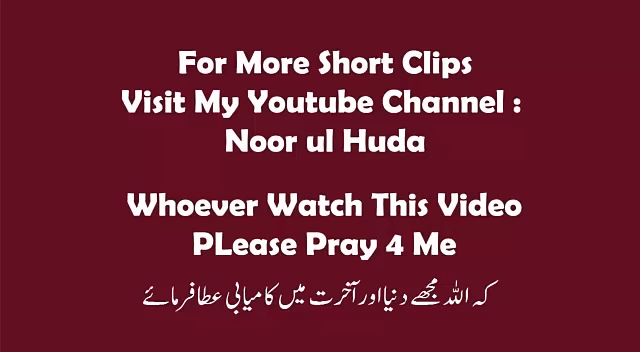 For More Short Clips
Visit My Youtube Channel :
Noor ul Huda
Whoever Watch This Video
PLease Pray 4 Me
کہ اللہ مجھے دنیا اور آخرت میں کامیابی عطا فرمائے